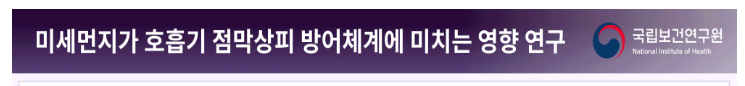 미세먼지가 호흡기 점막상피 방어체계에 미치는 영향 연구
국립보건연구원
National Institute of Health